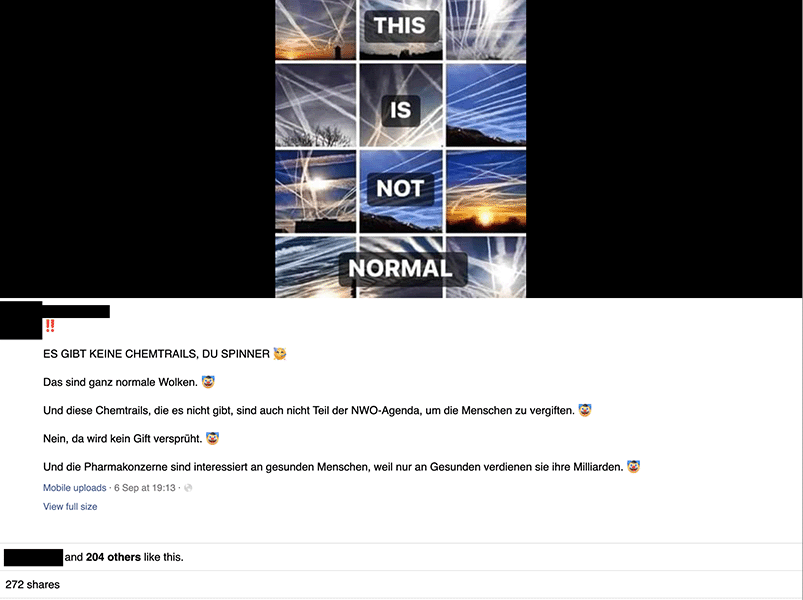 THIS
IS
NOT
NORMAL
‼️
ES GIBT KEINE CHEMTRAILS, DU SPINNER 🥳
Das sind ganz normale Wolken. 🤡
Und diese Chemtrails, die es nicht gibt, sind auch nicht Teil der NWO-Agenda, um die Menschen zu vergiften. 🤡
Nein, da wird kein Gift versprüht. 🤡
Und die Pharmakonzerne sind interessiert an gesunden Menschen, weil nur an Gesunden verdienen sie ihre Milliarden. 🤡
Mobile uploads · 6 Sep at 19:13 ·
View full size
and 204 others like this.
272 shares